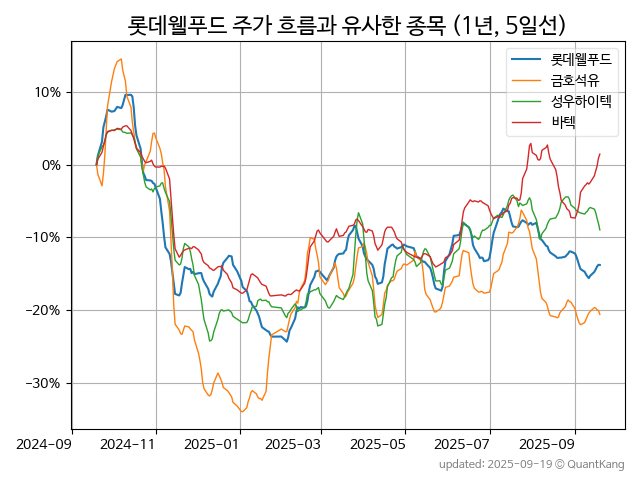 롯데웰푸드 주가 흐름과 유사한 종목 (1년, 5일선)
롯데웰푸드
금호석유
성우하이텍
바텍
10%
0%
−10%
−20%
−30%
2024-09 2024-11 2025-01 2025-03 2025-05 2025-07 2025-09
updated: 2025-09-19 © QuantKang